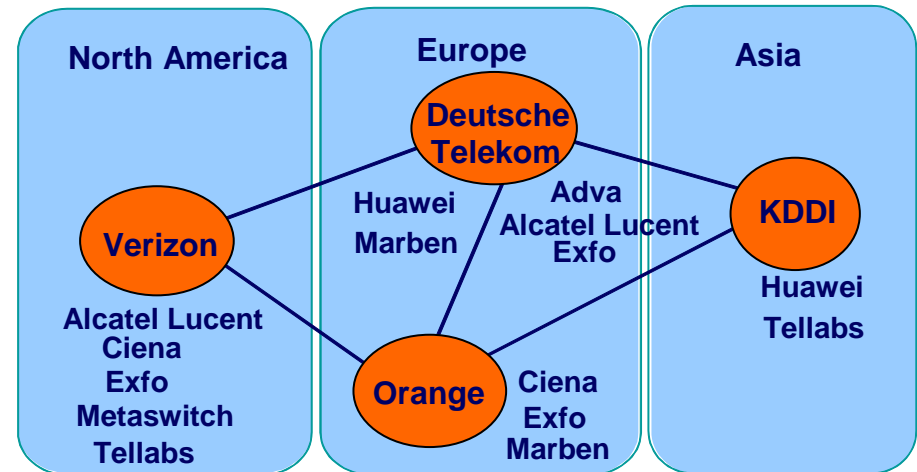 North America
Verizon
Alcatel Lucent
Ciena
Exfo
Metaswitch
Tellabs
Europe
Deutsche
Telekom
Huawei
Marben
Adva
Alcatel Lucent
Exfo
Orange
Ciena
Exfo
Marben
Asia
KDDI
Huawei
Tellabs